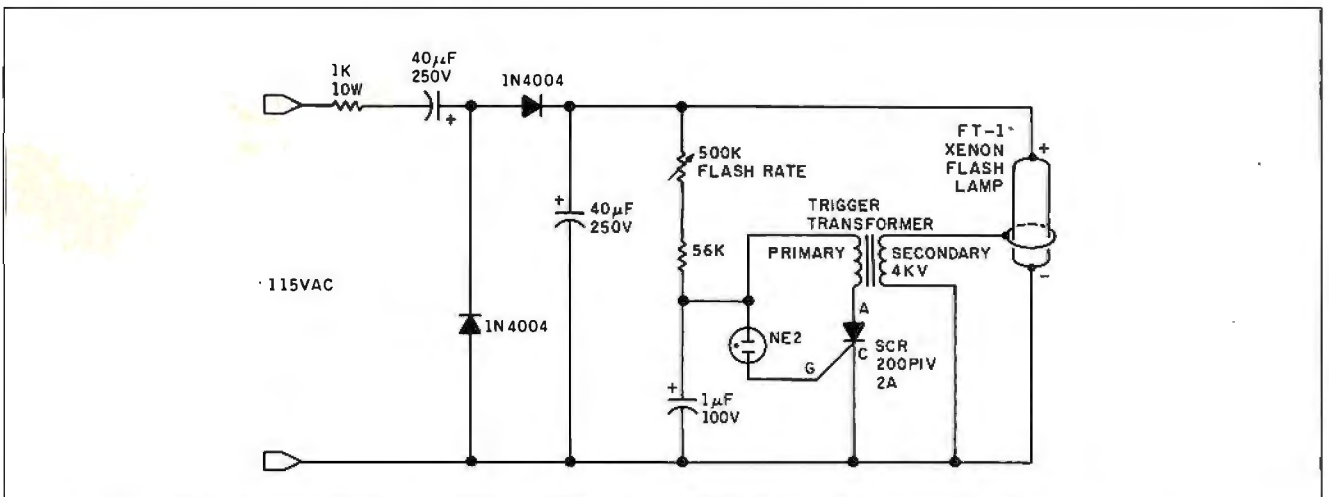 1K
10W
40μF
250V
1N4004
115VAC
1N4004
+
+
40μF
250V
500K
FLASH RATE
56K
+
1μF
100V
NE2
TRIGGER
TRANSFORMER
PRIMARY
SECONDARY
4KV
A
C
G
SCR
200PIV
2A
FT-1
XENON
FLASH
LAMP
+
-